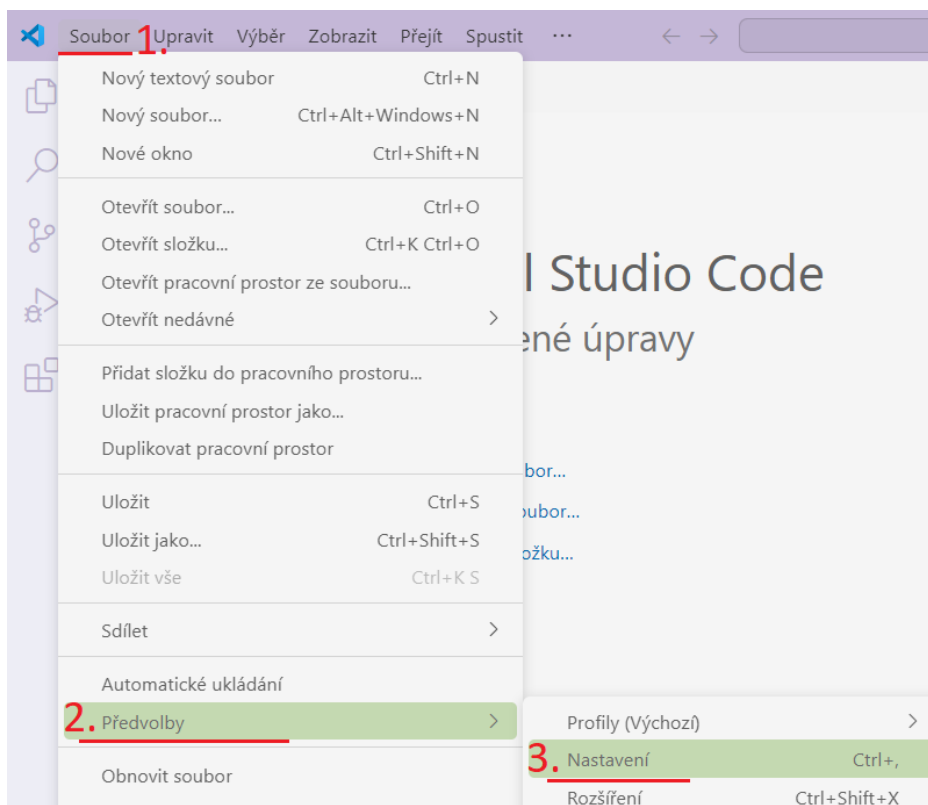 Soubor 1. Upravit Výběr Zobrazit Přejít Spustit ...
Nový textový soubor Ctrl+N
Nový soubor... Ctrl+Alt+Windows+N
Nové okno Ctrl+Shift+N
Otevřít soubor... Ctrl+O
Otevřít složku... Ctrl+K Ctrl+O
Otevřít pracovní prostor ze souboru...
Otevřít nedávné
Přidat složku do pracovního prostoru...
Uložit pracovní prostor jako...
Duplikovat pracovní prostor
Uložit Ctrl+S
Uložit jako... Ctrl+Shift+S
Uložit vše Ctrl+K S
Sdílet
Automatické ukládání
2. Předvolby
Obnovit soubor
l Studio Code
ené úpravy
bor...
oubor...
ožku...
Profily (Výchozí)
3. Nastavení Ctrl+,
Rozšíření Ctrl+Shift+X